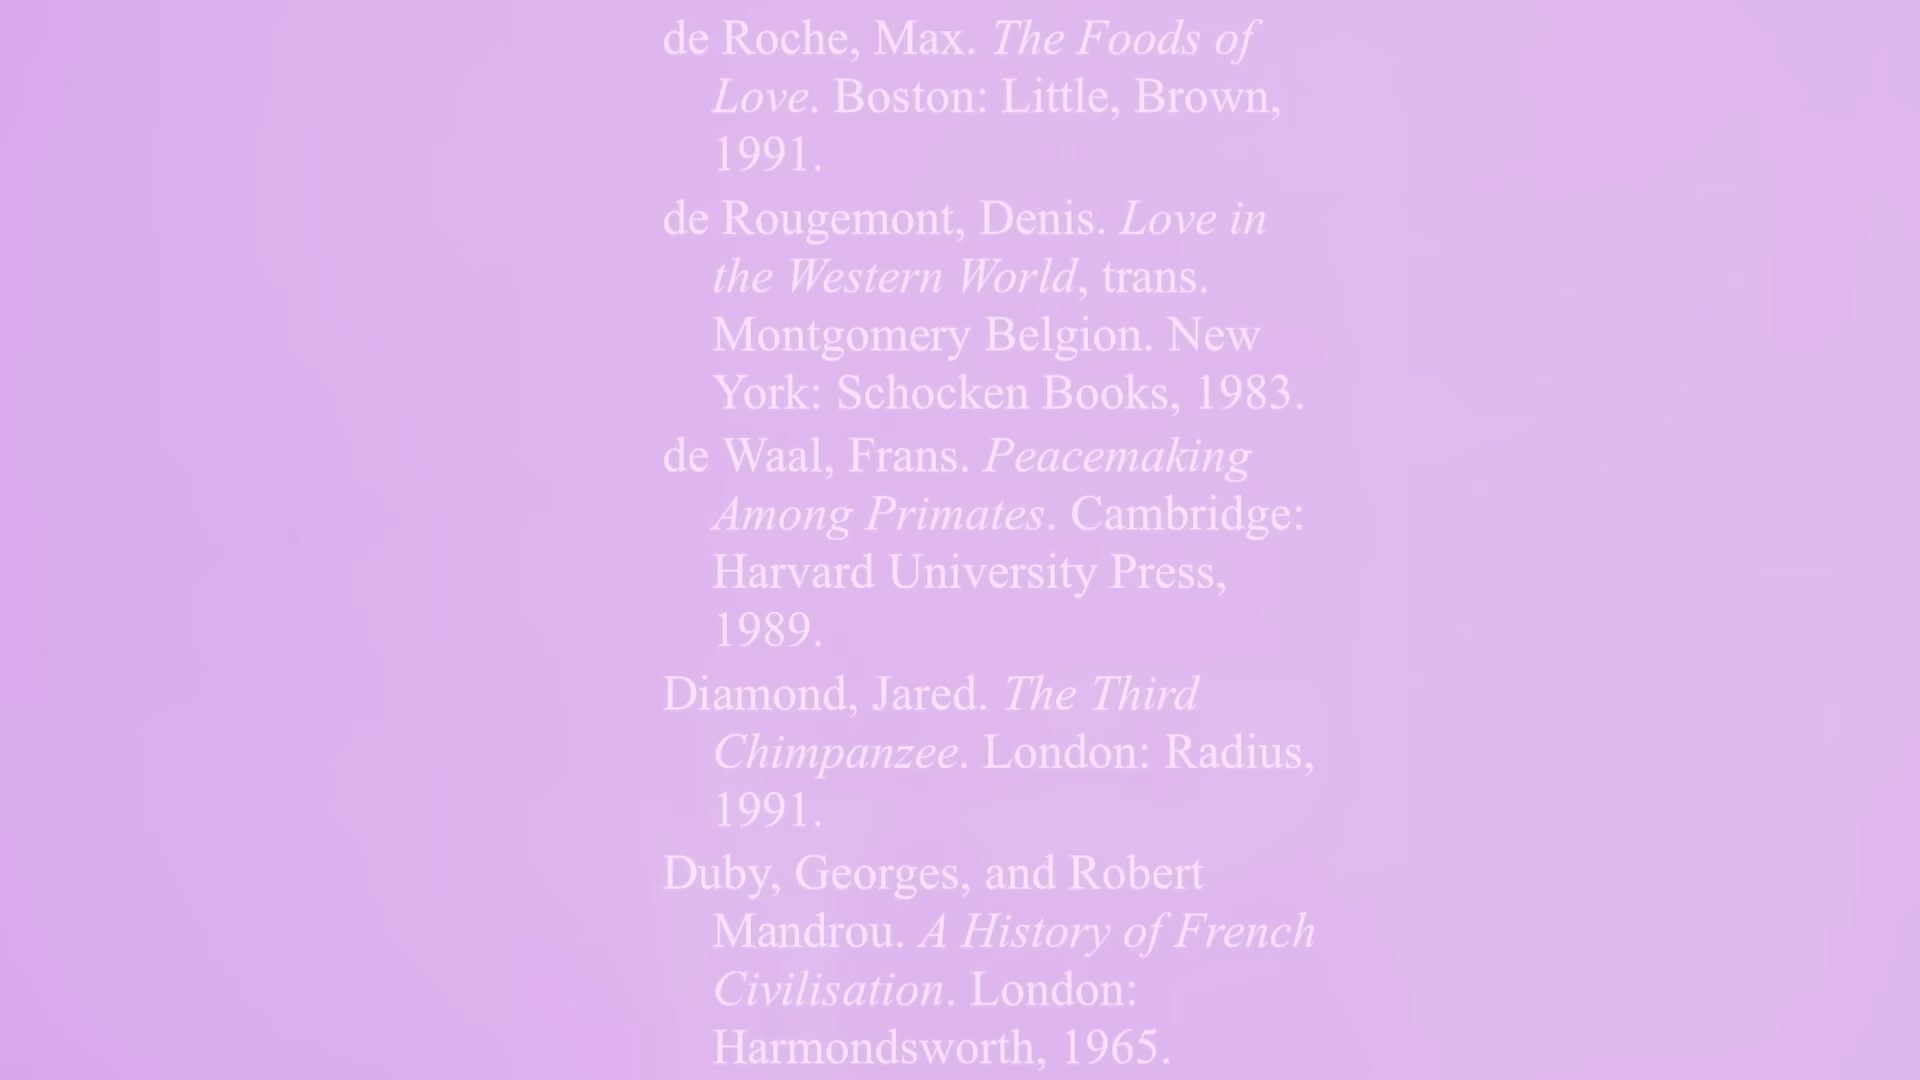 de Roche, Max. The Foods of
Love. Boston: Little, Brown,
1991.
de Rougemont, Denis. Love in
the Western World, trans.
Montgomery Belgion. New
York: Schocken Books, 1983.
de Waal, Frans. Peacemaking
Among Primates. Cambridge:
Harvard University Press,
1989.
Diamond, Jared. The Third
Chimpanzee. London: Radius,
1991.
Duby, Georges, and Robert
Mandrou. A History of French
Civilisation. London:
Harmondsworth, 1965.